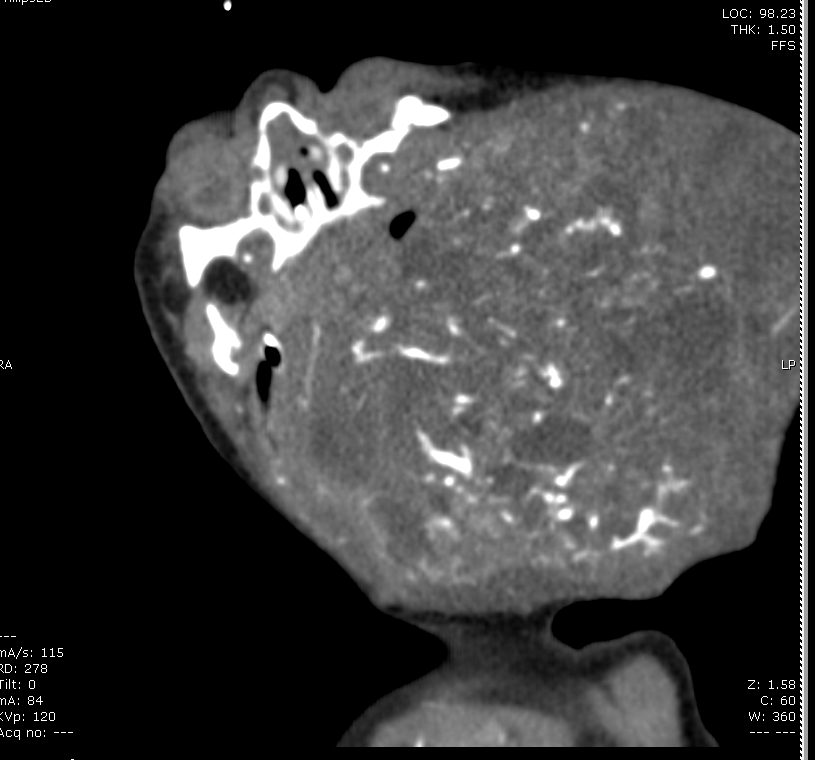 LOC: 98.23
THK: 1.50
FFS
RA
LP
---
mA/s: 115
RD: 278
Tilt: 0
mA: 84
KVp: 120
Acq no: ---
Z: 1.58
C: 60
W: 360
--- ---